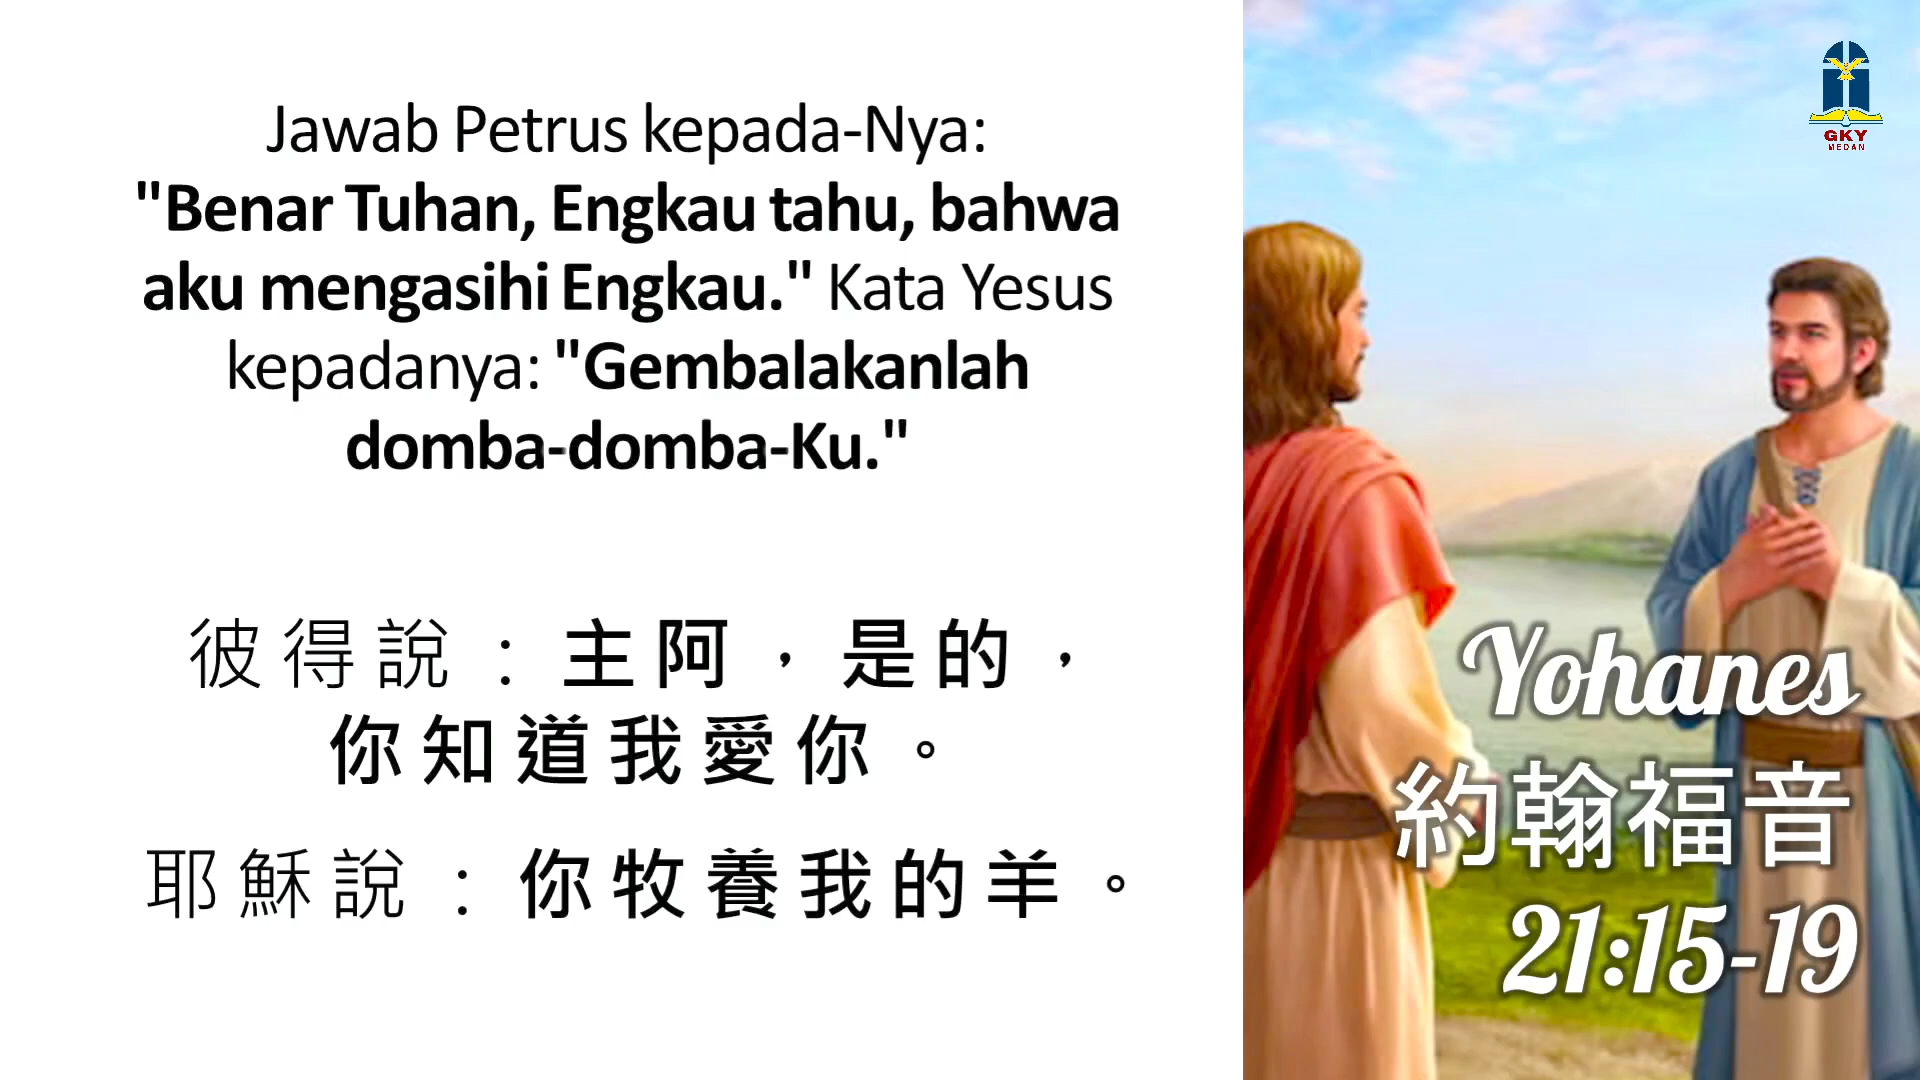 Jawab Petrus kepada-Nya:
"Benar Tuhan, Engkau tahu, bahwa
aku mengasihi Engkau." Kata Yesus
kepadanya: "Gembalakanlah
domba-domba-Ku."
彼得說：主阿，是的，
你知道我愛你。
耶穌說：你牧養我的羊。
GKY
MEDAN
Yohanes
約翰福音
21:15-19